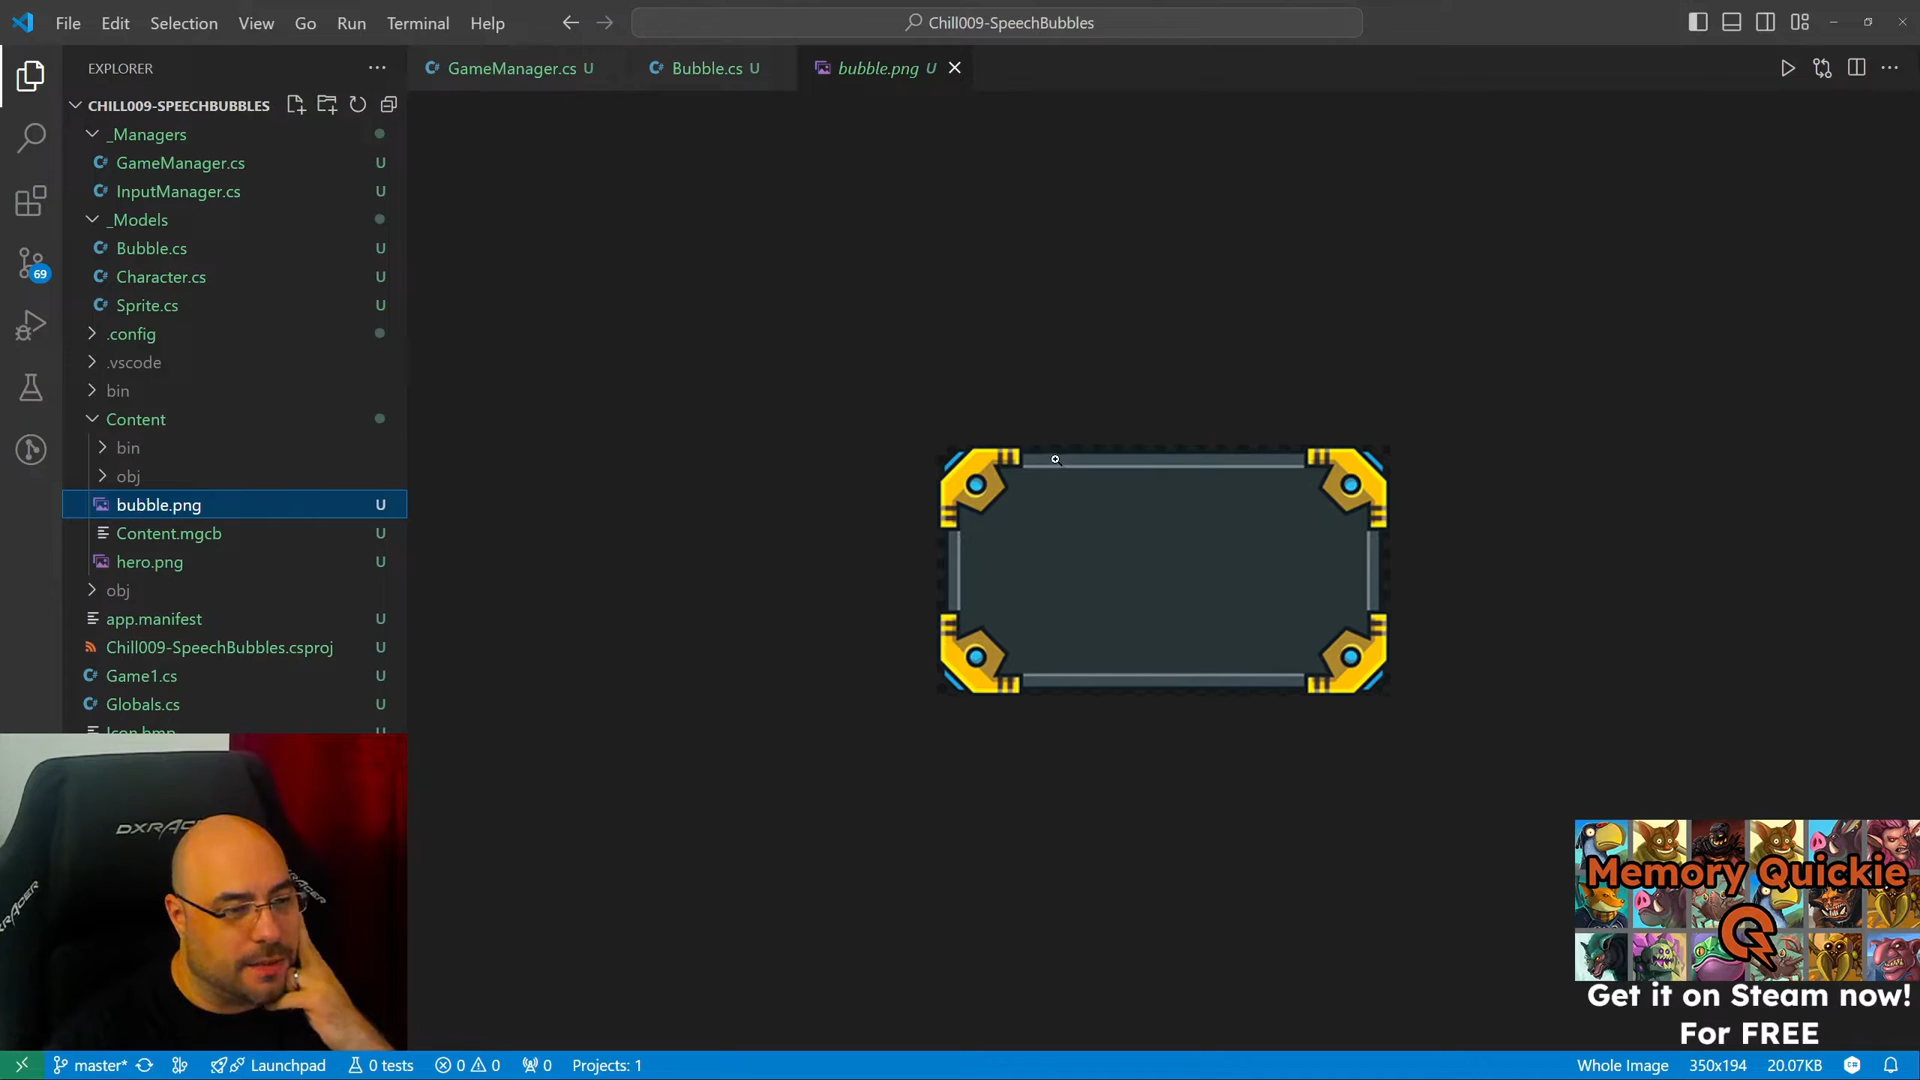 File Edit Selection View Go Run Terminal Help
Chill009-SpeechBubbles
EXPLORER
GameManager.cs U
Bubble.cs U
bubble.png U
CHILL009-SPEECHBUBBLES
_Managers
GameManager.cs U
InputManager.cs U
_Models
Bubble.cs U
Character.cs U
Sprite.cs U
69
.config
.vscode
bin
Content
bin
obj
bubble.png U
Content.mgcb U
hero.png U
obj
app.manifest U
Chill009-SpeechBubbles.csproj U
Game1.cs U
Globals.cs U
Icon.bmp U
DXRACER
Memory Quickie
Get it on Steam now!
For FREE
master* Launchpad 0 tests 0 0 0 Projects: 1
Whole Image 350x194 20.07KB